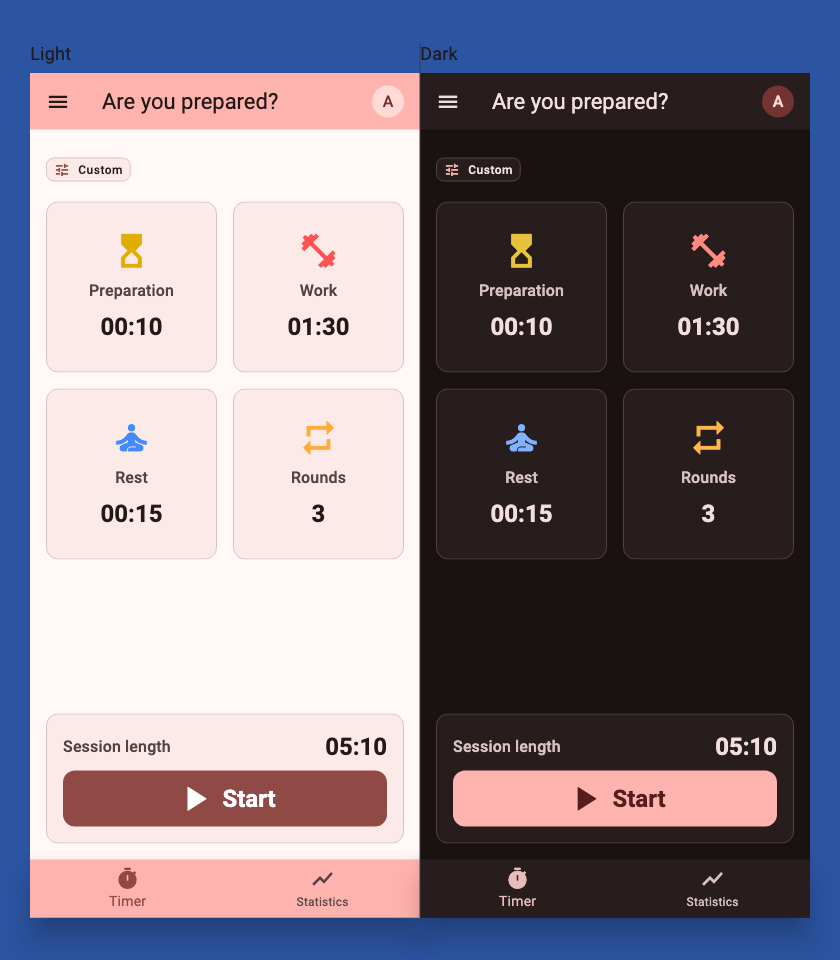 Light
Are you prepared?
A
Custom
Preparation
00:10
Work
01:30
Rest
00:15
Rounds
3
Session length
05:10
Start
Timer
Statistics
Dark
Are you prepared?
A
Custom
Preparation
00:10
Work
01:30
Rest
00:15
Rounds
3
Session length
05:10
Start
Timer
Statistics